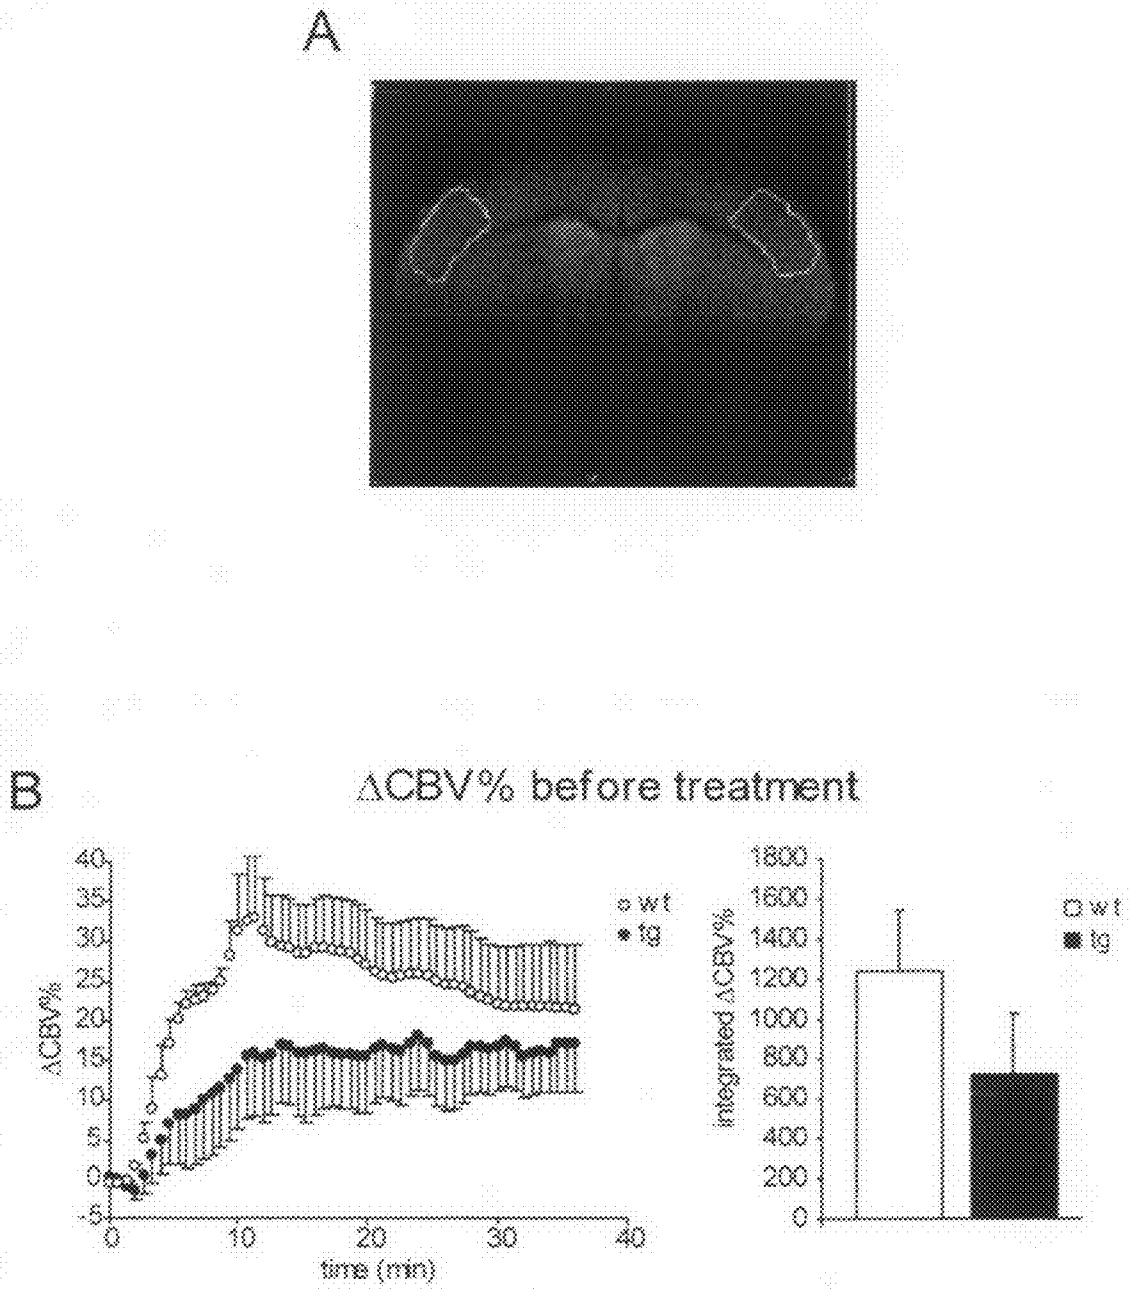 A
B
ΔCBV% before treatment
40
35
30
25
20
15
10
5
0
-5
ΔCBV%
0 10 20 30 40
time (min)
wt
tg
1800
1600
1400
1200
1000
800
600
400
200
0
integrated ΔCBV%
wt
tg